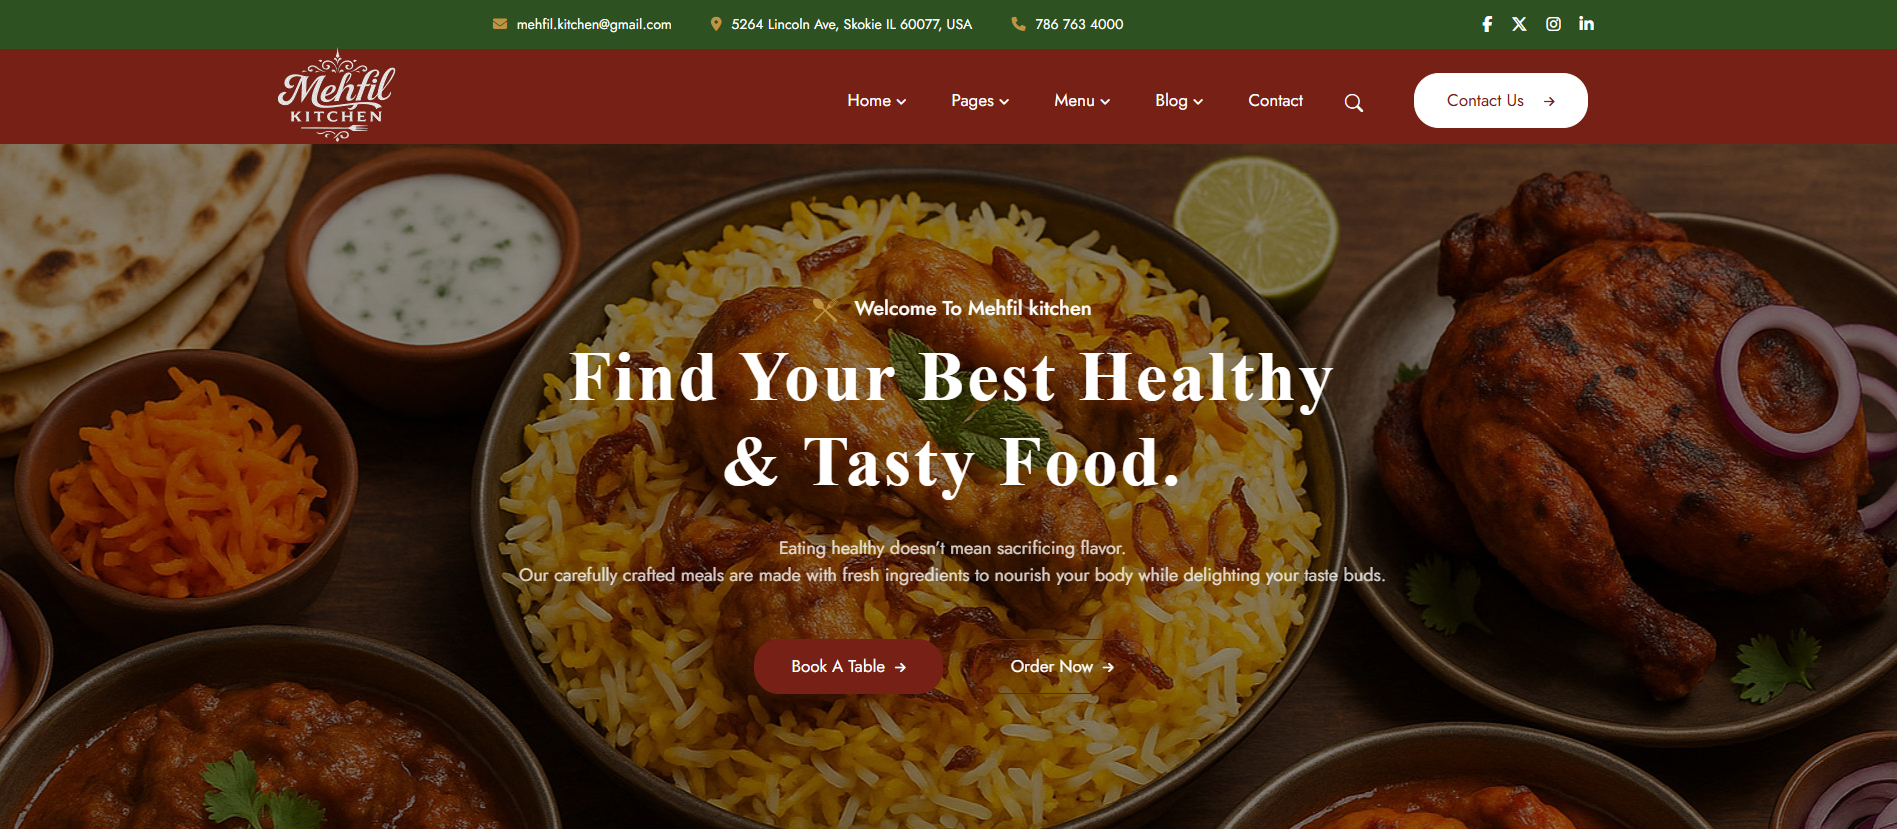 mehfil.kitchen@gmail.com
5264 Lincoln Ave, Skokie IL 60077, USA
786 763 4000
Mehfil
KITCHEN
Home
Pages
Menu
Blog
Contact
Contact Us
Welcome To Mehfil kitchen
Find Your Best Healthy
& Tasty Food.
Eating healthy doesn't mean sacrificing flavor.
Our carefully crafted meals are made with fresh ingredients to nourish your body while delighting your taste buds.
Book A Table
Order Now